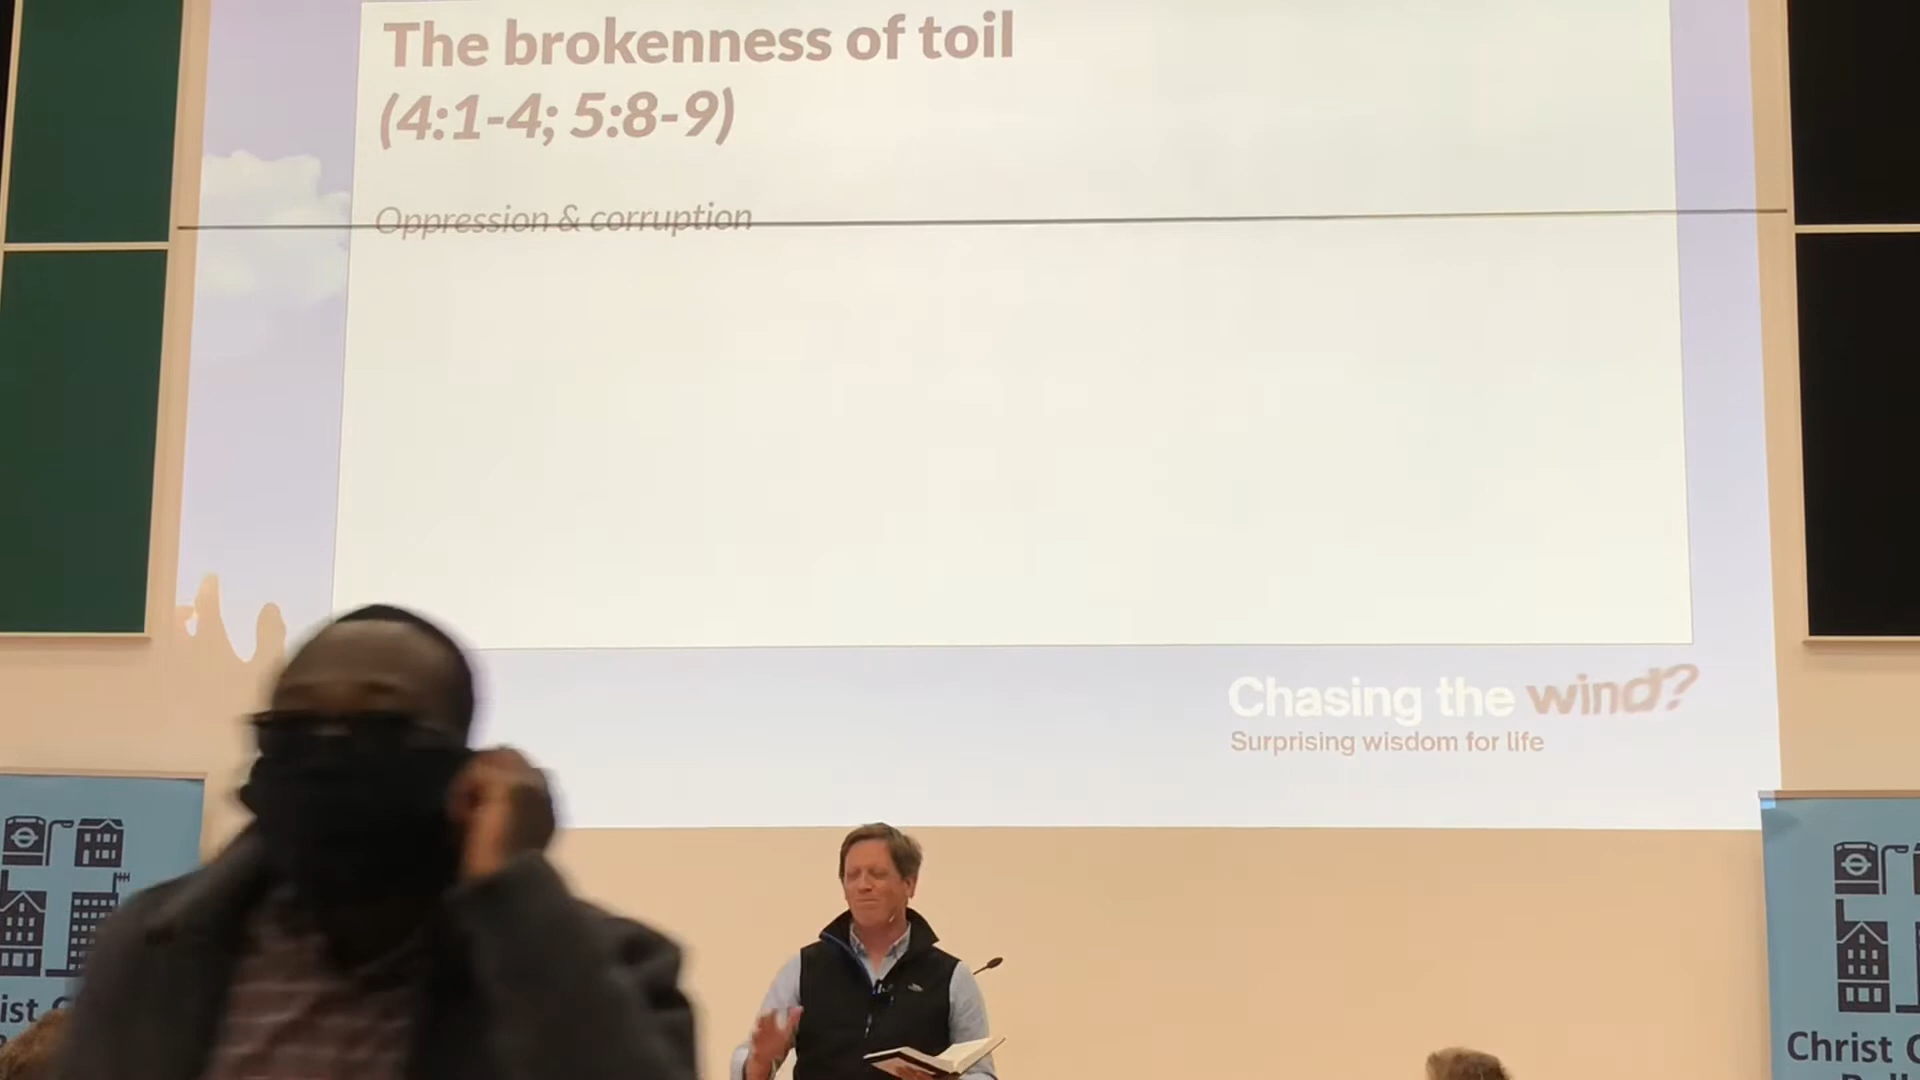 The brokenness of toil
(4:1-4; 5:8-9)
Oppression & corruption
Chasing the wind?
Surprising wisdom for life
ist C
Christ C